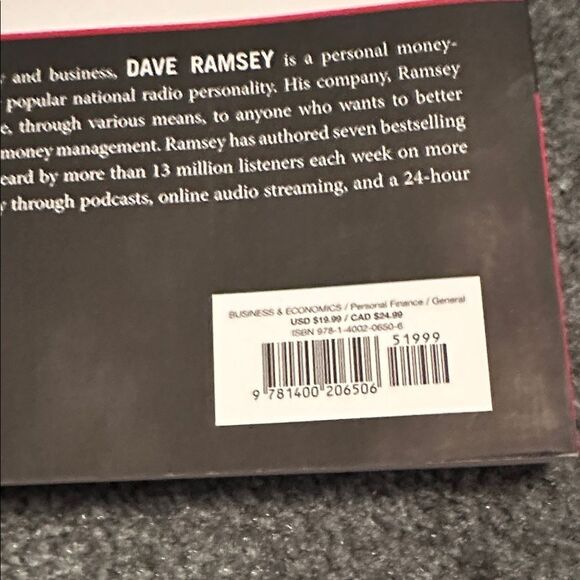 and business, DAVE RAMSEY is a personal money-
popular national radio personality. His company, Ramsey
through various means, to anyone who wants to better
money management. Ramsey has authored seven bestselling
eard by more than 13 million listeners each week on more
through podcasts, online audio streaming, and a 24-hour
BUSINESS & ECONOMICS / Personal Finance / General
USD $19.99 / CAD $24.99
ISBN 978-1-4002-0650-6
51999
9 781400 206506